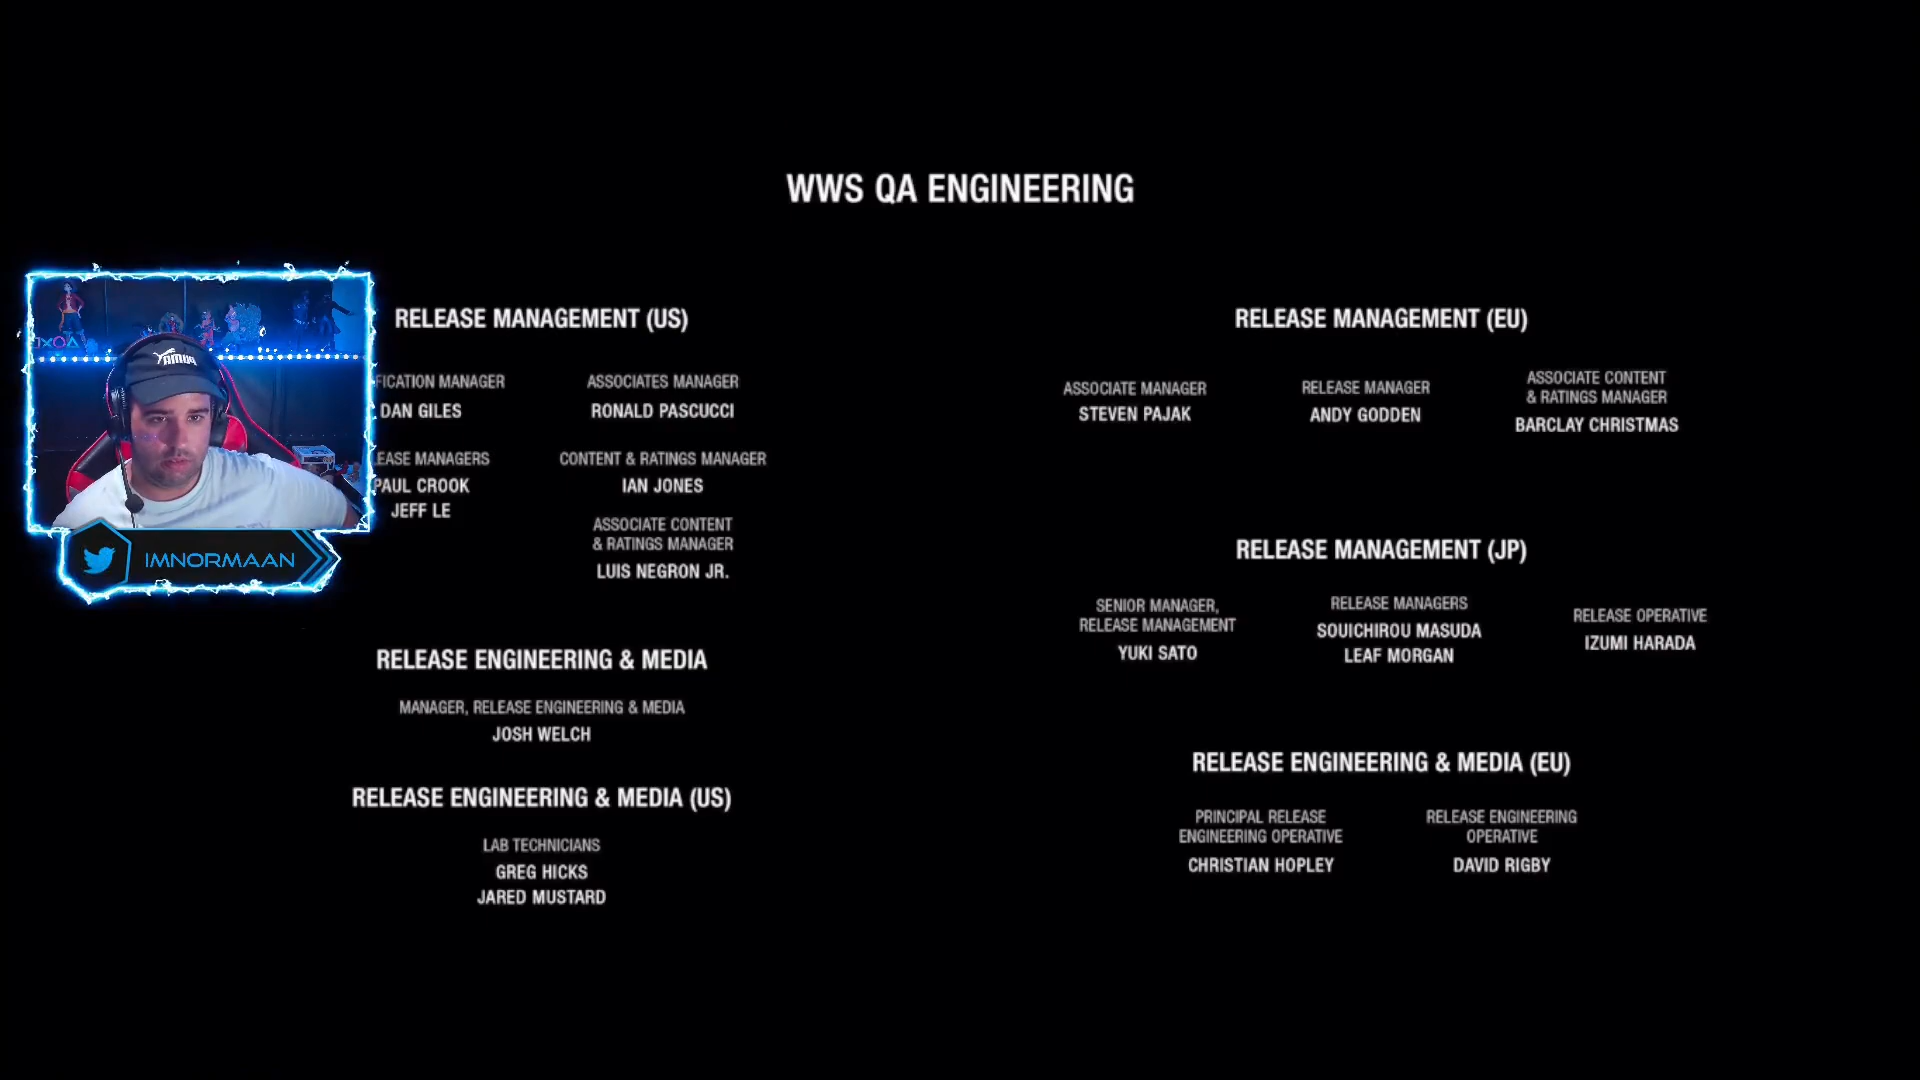 WWS QA ENGINEERING
RELEASE MANAGEMENT (US)
MANAGER
DAN GILES
ASSOCIATES MANAGER
RONALD PASCUCCI
MANAGERS
PAUL CROOK
JEFF LE
CONTENT & RATINGS MANAGER
IAN JONES
ASSOCIATE CONTENT
& RATINGS MANAGER
LUIS NEGRON JR.
RELEASE ENGINEERING & MEDIA
MANAGER, RELEASE ENGINEERING & MEDIA
JOSH WELCH
RELEASE ENGINEERING & MEDIA (US)
LAB TECHNICIANS
GREG HICKS
JARED MUSTARD
RELEASE MANAGEMENT (EU)
ASSOCIATE MANAGER
STEVEN PAJAK
RELEASE MANAGER
ANDY GODDEN
ASSOCIATE CONTENT
& RATINGS MANAGER
BARCLAY CHRISTMAS
RELEASE MANAGEMENT (JP)
SENIOR MANAGER,
RELEASE MANAGEMENT
YUKI SATO
RELEASE MANAGERS
SOUICHIROU MASUDA
LEAF MORGAN
RELEASE OPERATIVE
IZUMI HARADA
RELEASE ENGINEERING & MEDIA (EU)
PRINCIPAL RELEASE
ENGINEERING OPERATIVE
CHRISTIAN HOPLEY
RELEASE ENGINEERING
OPERATIVE
DAVID RIGBY
IMNORMAAN